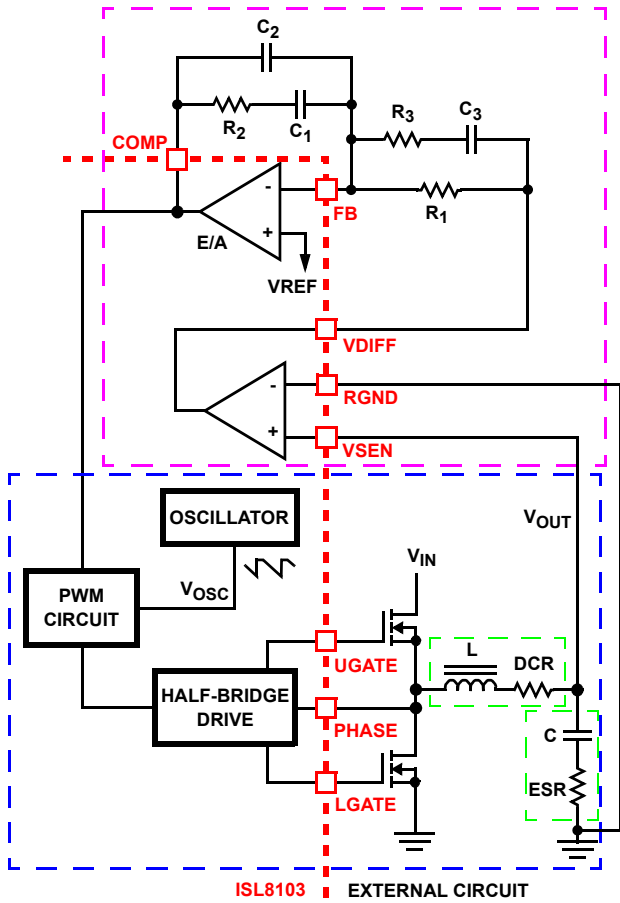 C2
R2
C1
R3
C3
COMP
R1
-
FB
+
E/A
VREF
VDIFF
-
RGND
+
VSEN
OSCILLATOR
VOUT
PWM
CIRCUIT
VOSC
VIN
UGATE
L
DCR
HALF-BRIDGE
DRIVE
PHASE
C
ESR
LGATE
ISL8103
EXTERNAL CIRCUIT